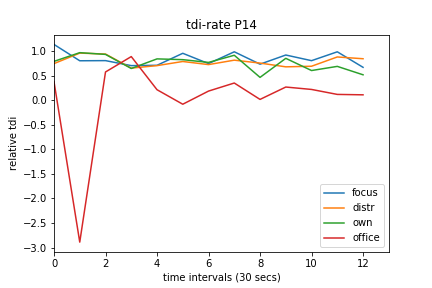 tdi-rate P14
relative tdi
1.0
0.5
0.0
−0.5
−1.0
−1.5
−2.0
−2.5
−3.0
focus
distr
own
office
0 2 4 6 8 10 12
time intervals (30 secs)